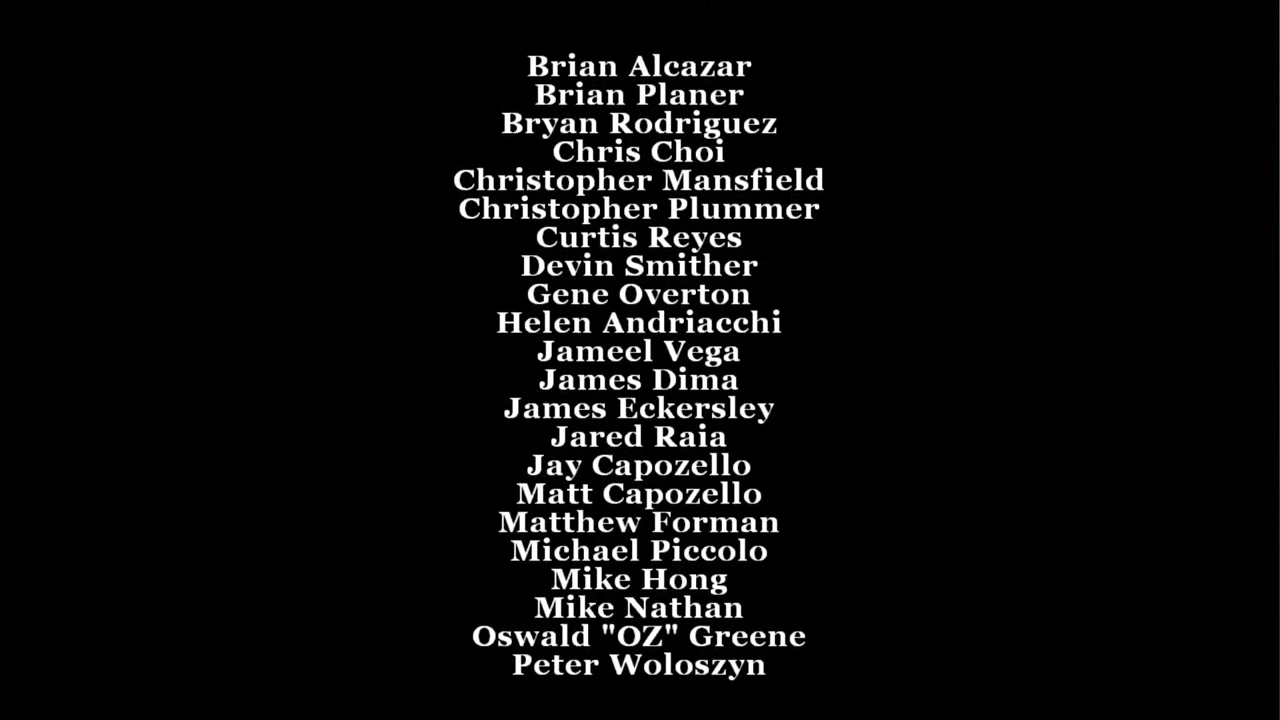 Brian Alcazar
Brian Planer
Bryan Rodriguez
Chris Choi
Christopher Mansfield
Christopher Plummer
Curtis Reyes
Devin Smither
Gene Overton
Helen Andriacchi
Jameel Vega
James Dima
James Eckersley
Jared Raia
Jay Capozello
Matt Capozello
Matthew Forman
Michael Piccolo
Mike Hong
Mike Nathan
Oswald "OZ" Greene
Peter Woloszyn